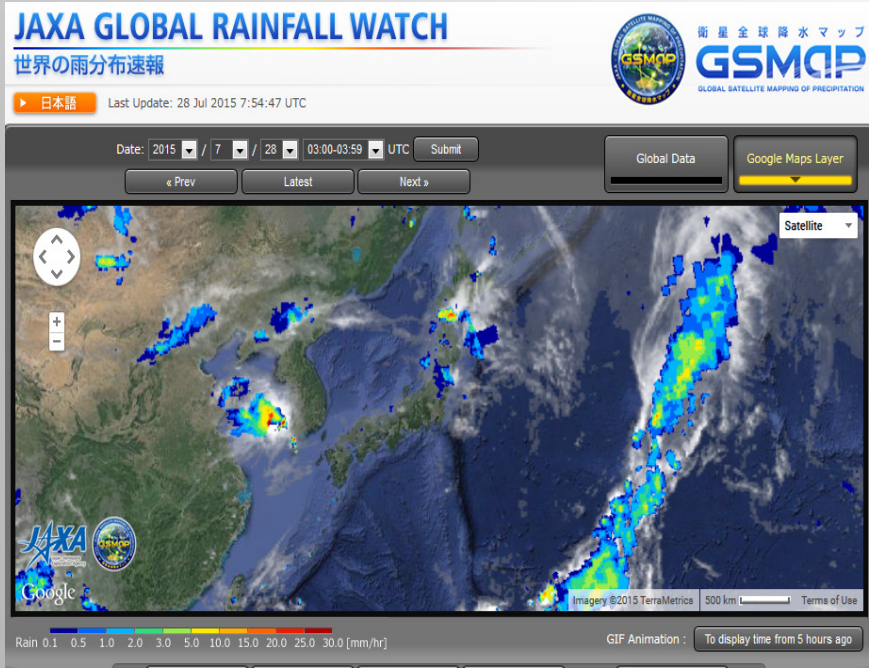 JAXA GLOBAL RAINFALL WATCH
世界の雨分布速報
GSMaP
衛星全球降水マップ
GSMaP
GLOBAL SATELLITE MAPPING OF PRECIPITATION
日本語 Last Update: 28 Jul 2015 7:54:47 UTC
Date: 2015 / 7 / 28 03:00-03:59 UTC Submit
« Prev Latest Next »
Global Data Google Maps Layer
Satellite
+
−
JAXA GSMaP
Google
Imagery ©2015 TerraMetrics 500 km Terms of Use
Rain 0.1 0.5 1.0 2.0 3.0 5.0 10.0 15.0 20.0 25.0 30.0 [mm/hr]
GIF Animation : To display time from 5 hours ago